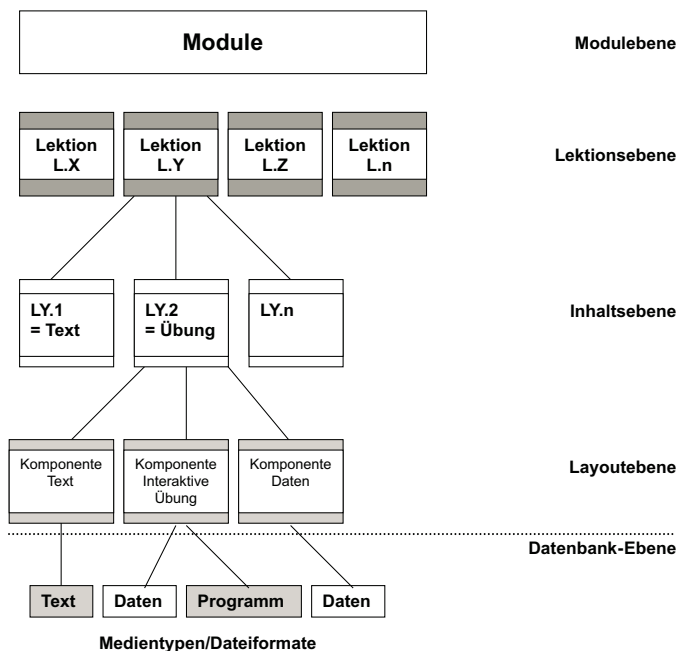 Module
Modulebene
Lektion
L.X
Lektion
L.Y
Lektion
L.Z
Lektion
L.n
Lektionsebene
LY.1
= Text
LY.2
= Übung
LY.n
Inhaltsebene
Komponente
Text
Komponente
Interaktive
Übung
Komponente
Daten
Layoutebene
Datenbank-Ebene
Text
Daten
Programm
Daten
Medientypen/Dateiformate